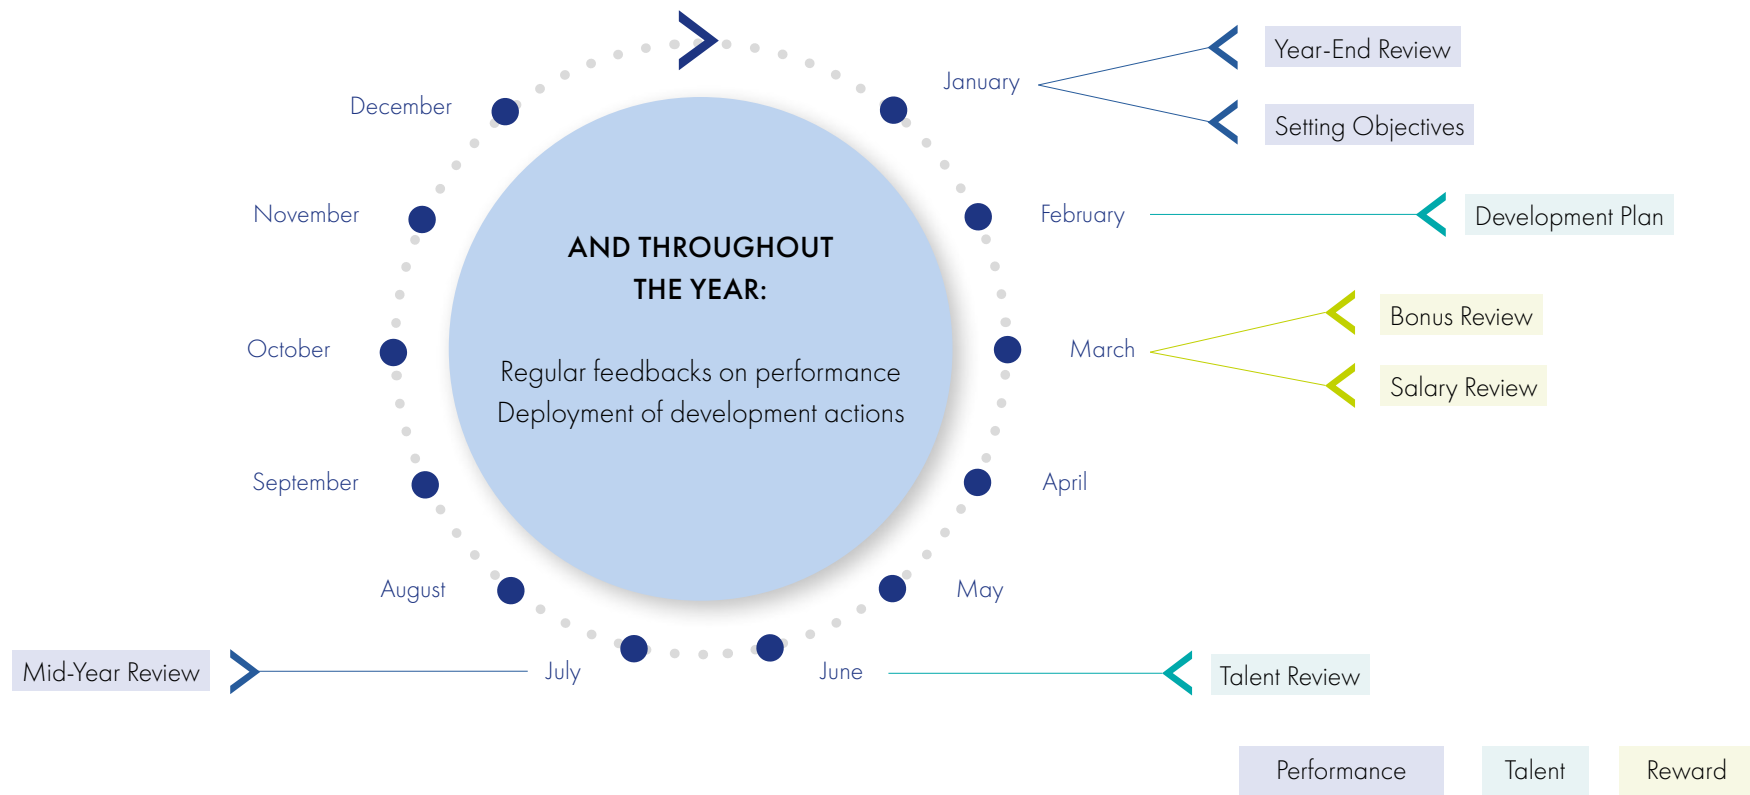 January
Year-End Review
Setting Objectives
December
November
February
Development Plan
AND THROUGHOUT
THE YEAR:
Regular feedbacks on performance
Deployment of development actions
October
March
Bonus Review
Salary Review
September
April
August
May
Mid-Year Review
July
June
Talent Review
Performance
Talent
Reward